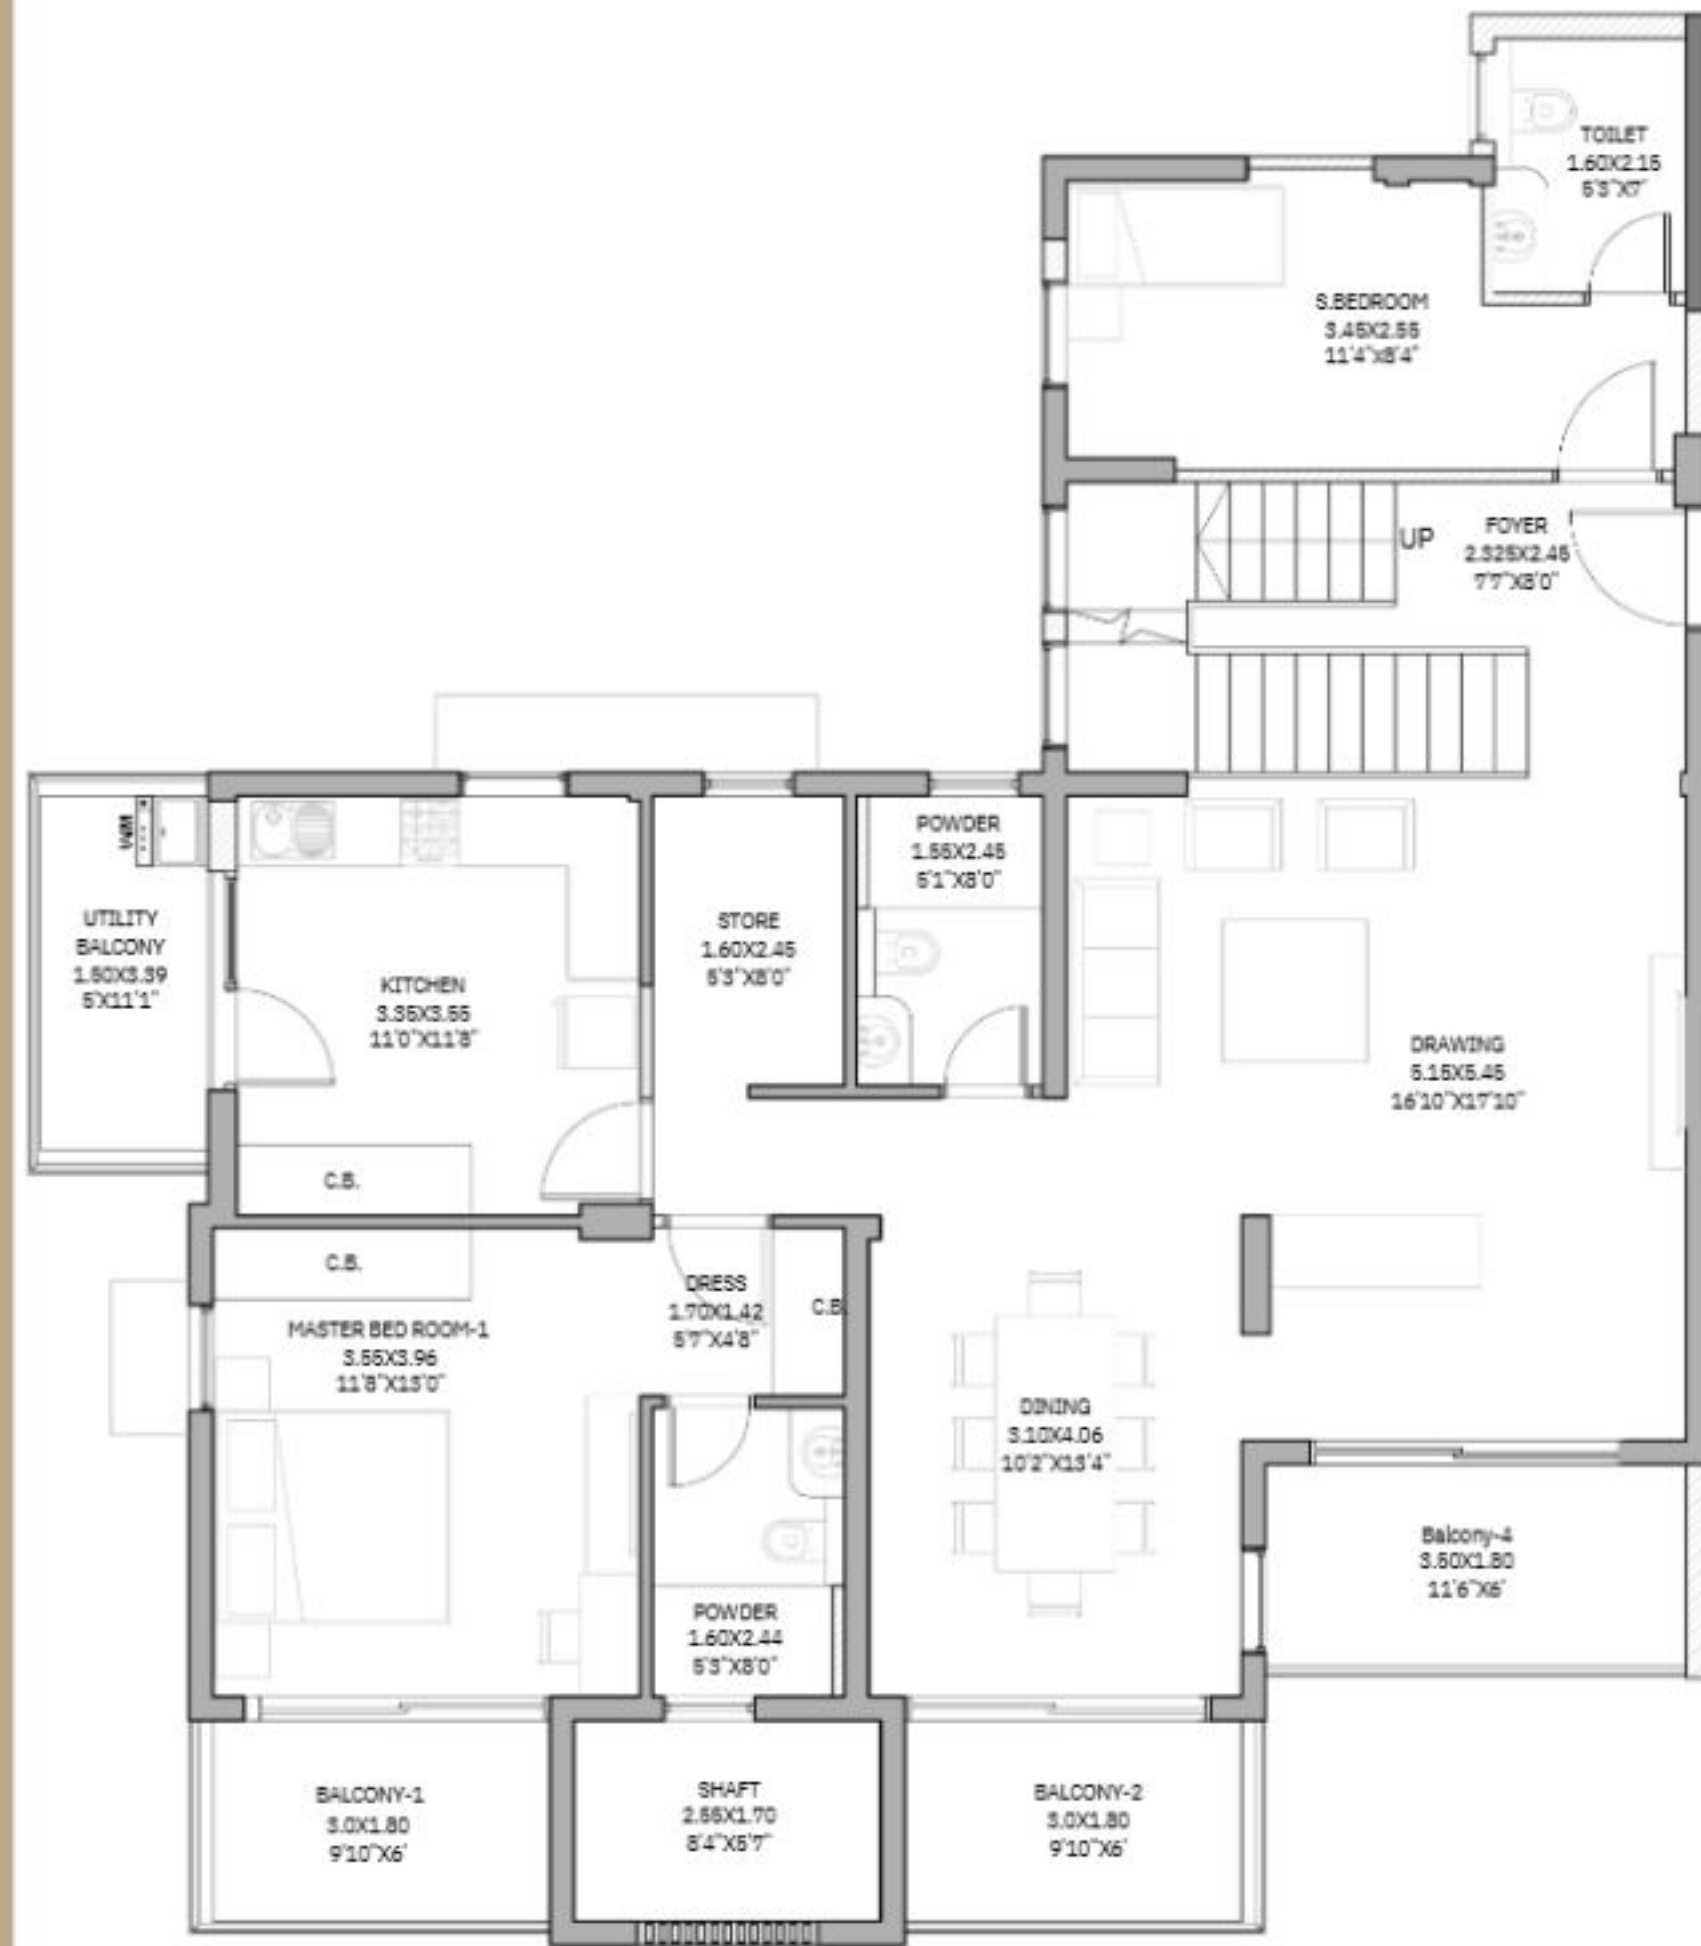 TOILET
1.60X2.15
5'3"X7'
S.BEDROOM
3.45X2.55
11'4"X8'4"
UP
FOYER
2.325X2.45
7'7"X8'0"
WM
UTILITY
BALCONY
1.50X3.39
5'X11'1"
KITCHEN
3.35X3.55
11'0"X11'8"
C.B.
STORE
1.60X2.45
5'3"X8'0"
POWDER
1.55X2.45
5'1"X8'0"
DRAWING
5.15X5.45
16'10"X17'10"
C.B.
MASTER BED ROOM-1
3.55X3.96
11'8"X13'0"
DRESS
1.70X1.42
5'7"X4'8"
C.B.
DINING
3.10X4.06
10'2"X13'4"
Balcony-4
3.50X1.80
11'6"X6'
POWDER
1.60X2.44
5'3"X8'0"
BALCONY-1
3.0X1.80
9'10"X6'
SHAFT
2.55X1.70
8'4"X5'7"
BALCONY-2
3.0X1.80
9'10"X6'